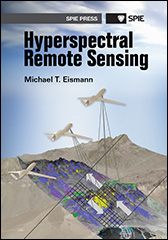 SPIE PRESS
SPIE
Hyperspectral
Remote Sensing
Michael T. Eismann